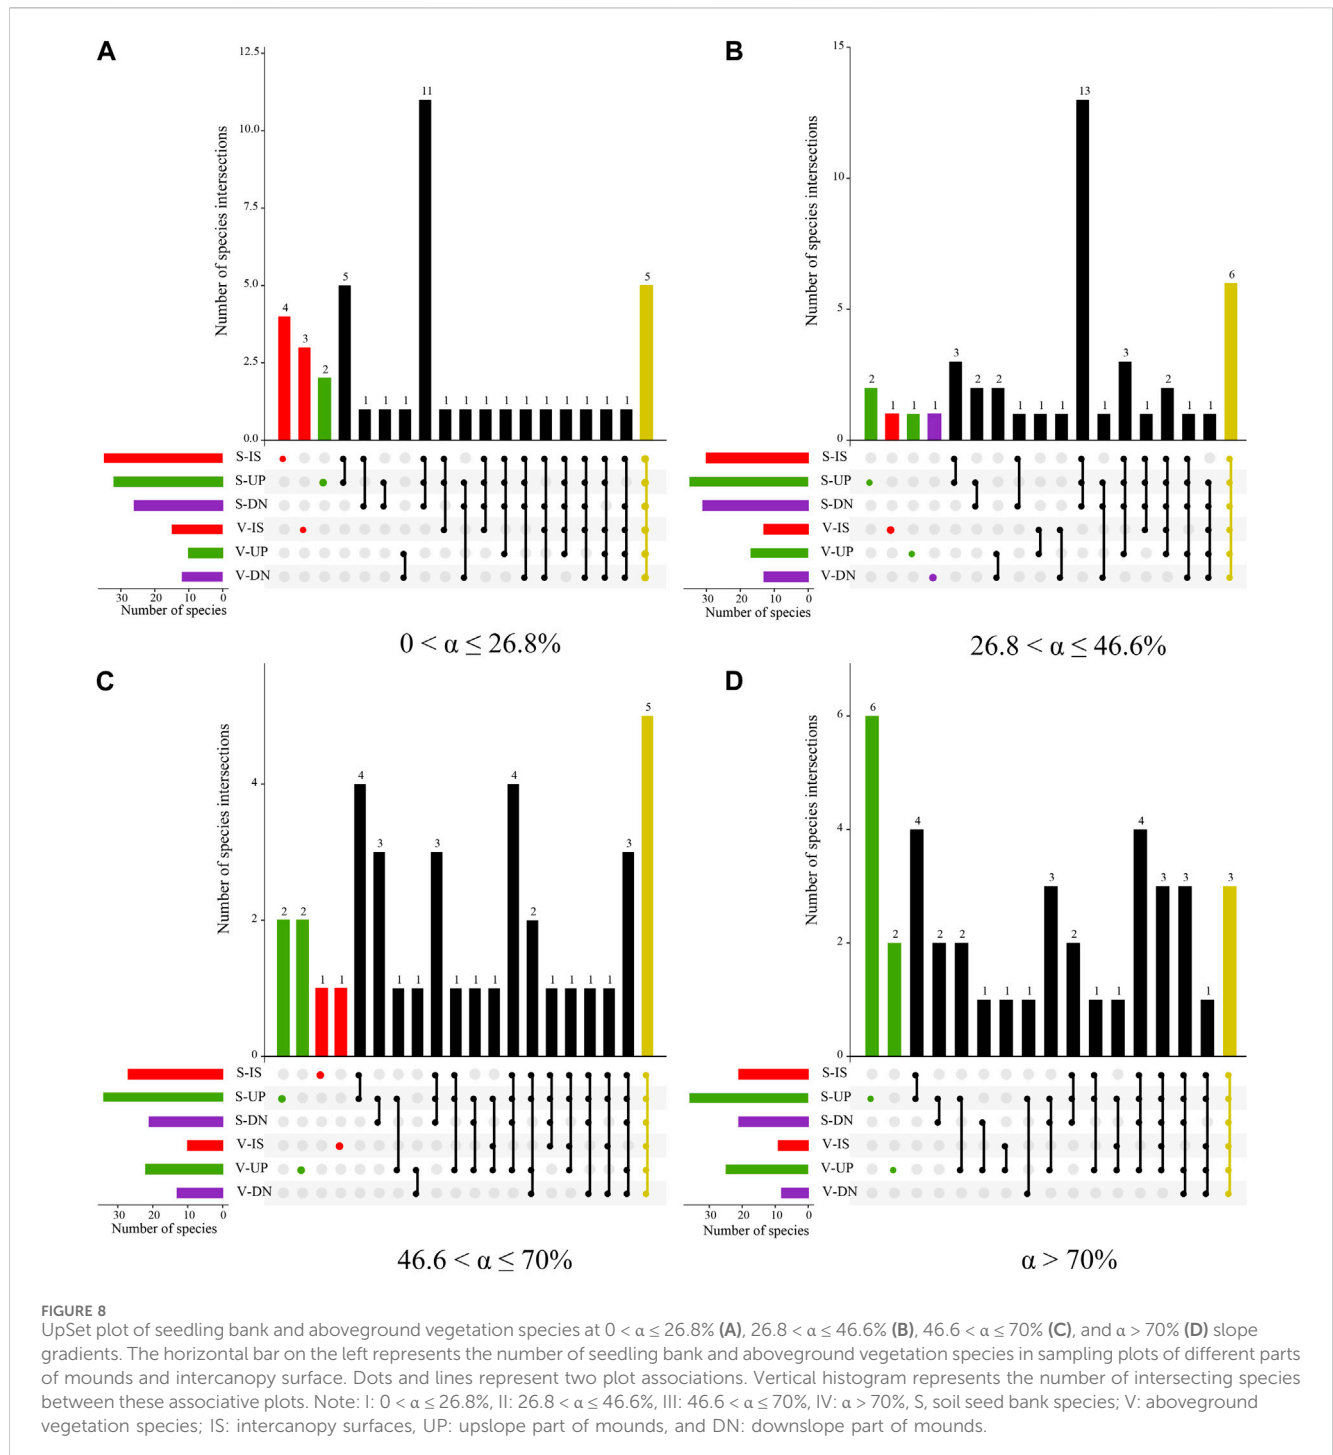 A
Number of species intersections
12.5
10.0
7.5
5.0
2.5
0.0
4 3 2 5 1 1 1 11 1 1 1 1 1 1 1 1 1 1 5
S-IS
S-UP
S-DN
V-IS
V-UP
V-DN
30 20 10 0
Number of species
0 < α ≤ 26.8%
B
Number of species intersections
15
10
5
0
2 1 1 1 3 2 2 1 1 1 13 1 3 1 2 1 1 6
V-DN
30 20 10 0
Number of species
26.8 < α ≤ 46.6%
C
Number of species intersections
4
2
0
2 2 1 1 4 3 1 1 3 1 1 1 4 2 1 1 1 1 3 5
S-IS
S-UP
S-DN
V-IS
V-UP
V-DN
30 20 10 0
Number of species
46.6 < α ≤ 70%
D
Number of species intersections
6
4
2
0
6 2 4 2 2 1 1 1 3 2 1 1 4 3 3 1 3
30 20 10 0
Number of species
α > 70%
FIGURE 8
UpSet plot of seedling bank and aboveground vegetation species at 0 < α ≤ 26.8% (A), 26.8 < α ≤ 46.6% (B), 46.6 < α ≤ 70% (C), and α > 70% (D) slope
gradients. The horizontal bar on the left represents the number of seedling bank and aboveground vegetation species in sampling plots of different parts
of mounds and intercanopy surface. Dots and lines represent two plot associations. Vertical histogram represents the number of intersecting species
between these associative plots. Note: I: 0 < α ≤ 26.8%, II: 26.8 < α ≤ 46.6%, III: 46.6 < α ≤ 70%, IV: α > 70%, S, soil seed bank species; V: aboveground
vegetation species; IS: intercanopy surfaces, UP: upslope part of mounds, and DN: downslope part of mounds.